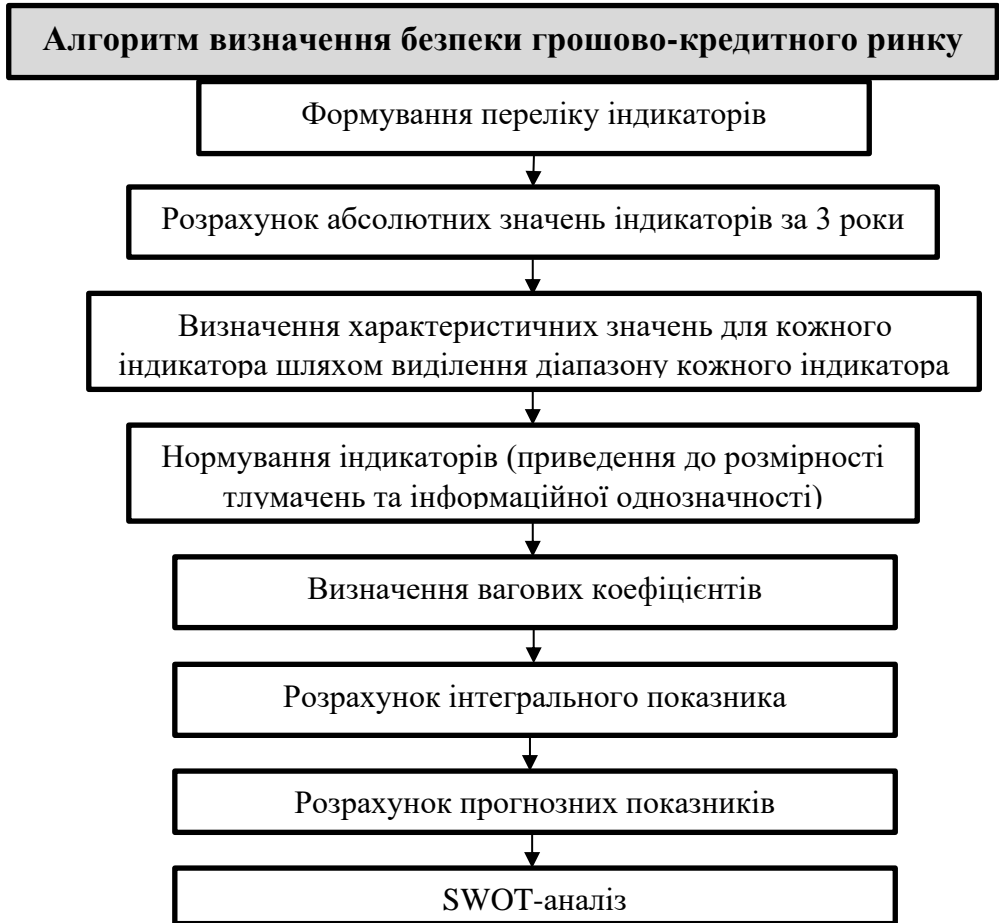 Алгоритм визначення безпеки грошово-кредитного ринку
Формування переліку індикаторів
Розрахунок абсолютних значень індикаторів за 3 роки
Визначення характеристичних значень для кожного
індикатора шляхом виділення діапазону кожного індикатора
Нормування індикаторів (приведення до розмірності
тлумачень та інформаційної однозначності)
Визначення вагових коефіцієнтів
Розрахунок інтегрального показника
Розрахунок прогнозних показників
SWOT-аналіз